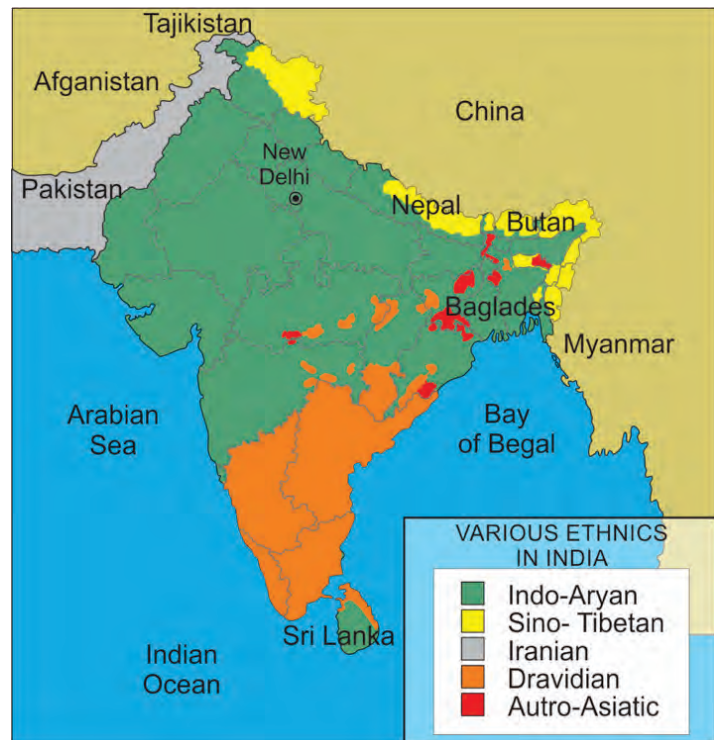 Tajikistan
Afganistan
China
New
Delhi
Pakistan
Nepal
Butan
Baglades
Myanmar
Arabian
Sea
Bay
of Begal
Sri Lanka
Indian
Ocean
VARIOUS ETHNICS
IN INDIA
Indo-Aryan
Sino- Tibetan
Iranian
Dravidian
Autro-Asiatic